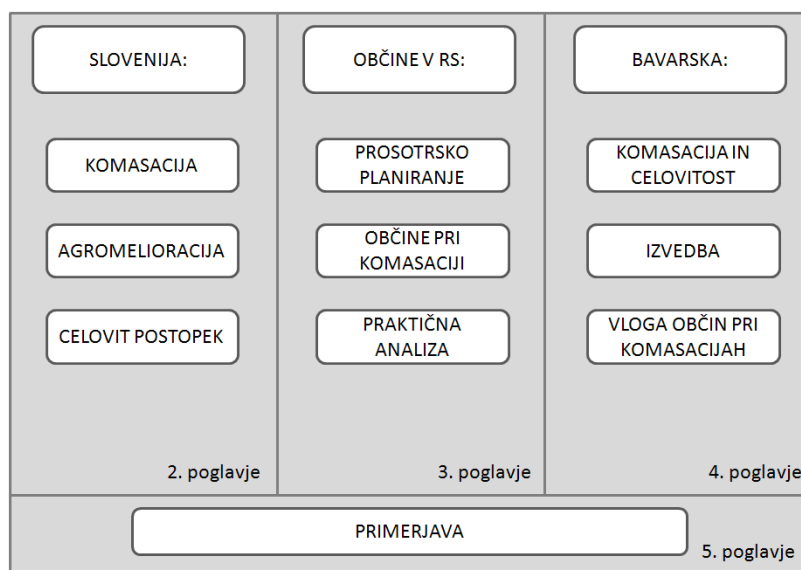 SLOVENIJA:
KOMASACIJA
AGROMELIORACIJA
CELOVIT POSTOPEK
2. poglavje
OBČINE V RS:
PROSOTRSKO
PLANIRANJE
OBČINE PRI
KOMASACIJI
PRAKTIČNA
ANALIZA
3. poglavje
BAVARSKA:
KOMASACIJA IN
CELOVITOST
IZVEDBA
VLOGA OBČIN PRI
KOMASACIJAH
4. poglavje
PRIMERJAVA
5. poglavje